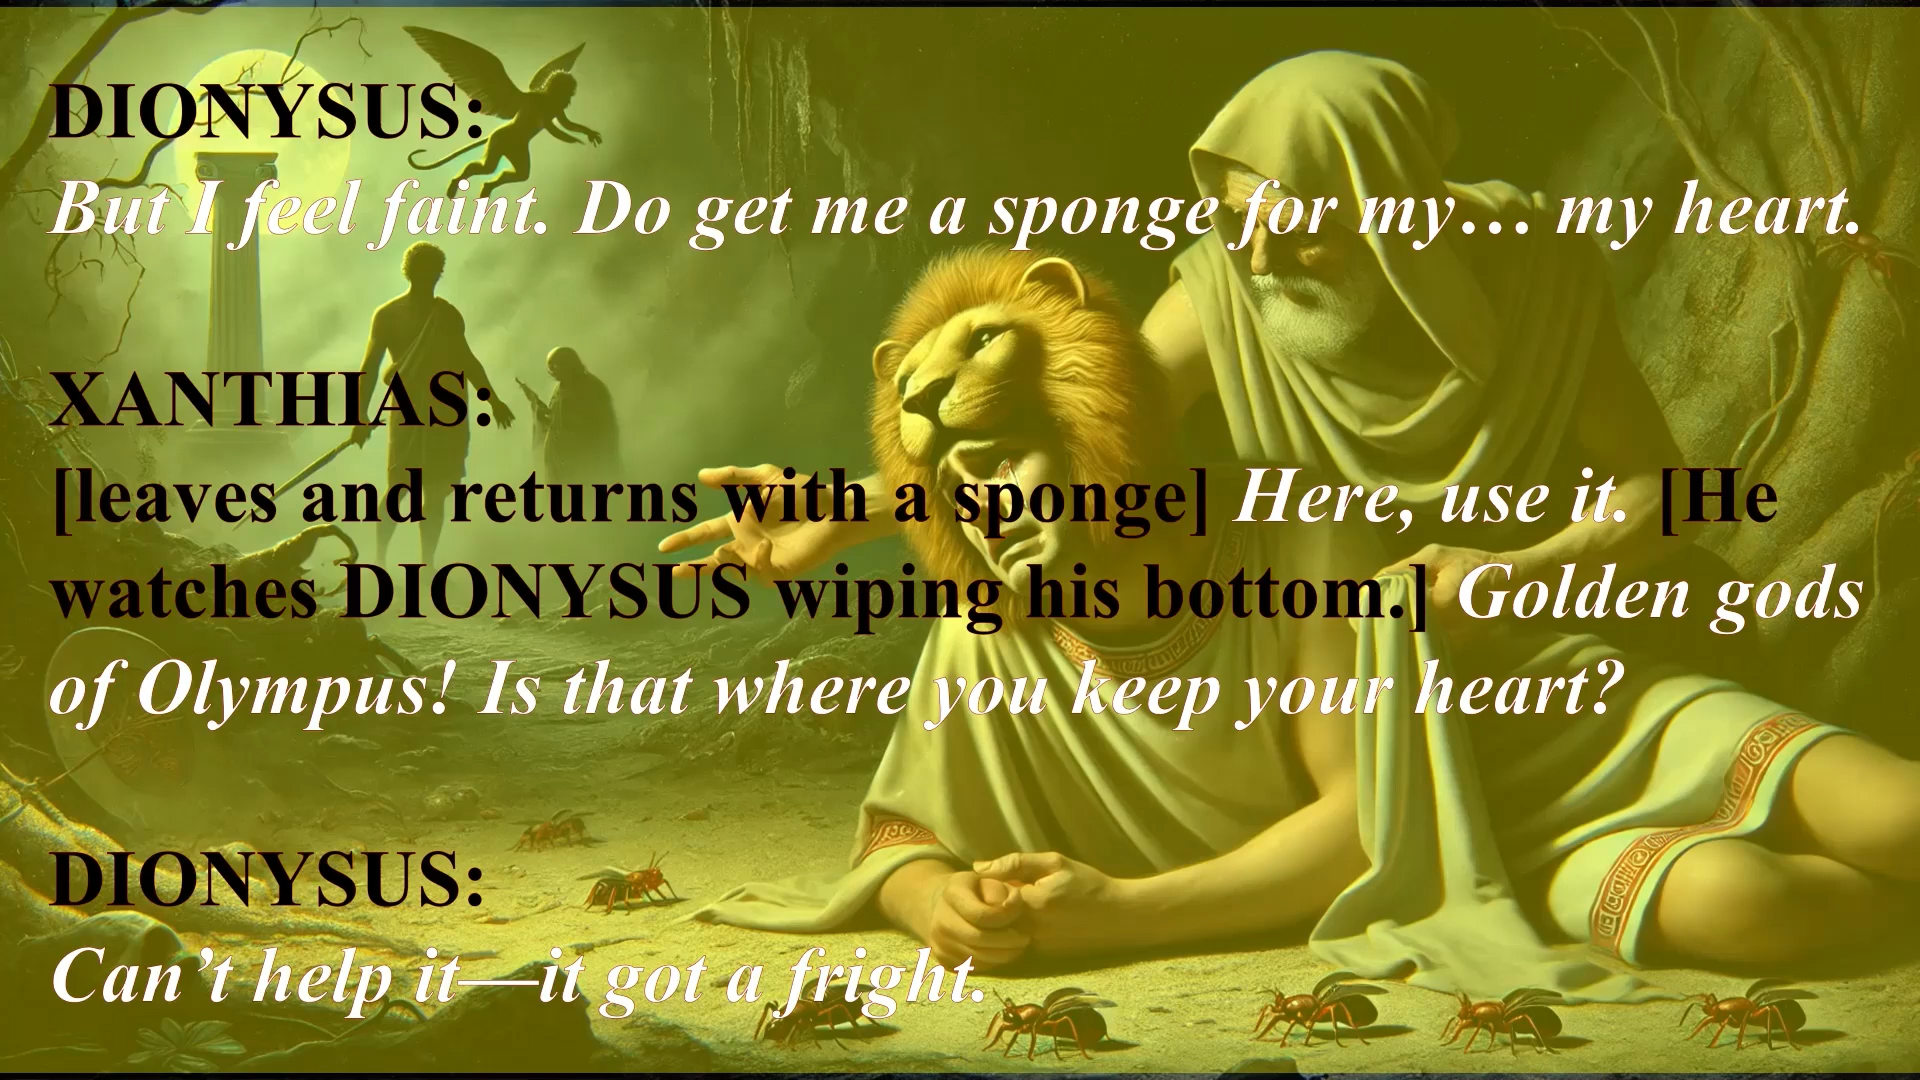 DIONYSUS:
But I feel faint. Do get me a sponge for my… my heart.
XANTHIAS:
[leaves and returns with a sponge] Here, use it. [He
watches DIONYSUS wiping his bottom.] Golden gods
of Olympus! Is that where you keep your heart?
DIONYSUS:
Can’t help it—it got a fright.